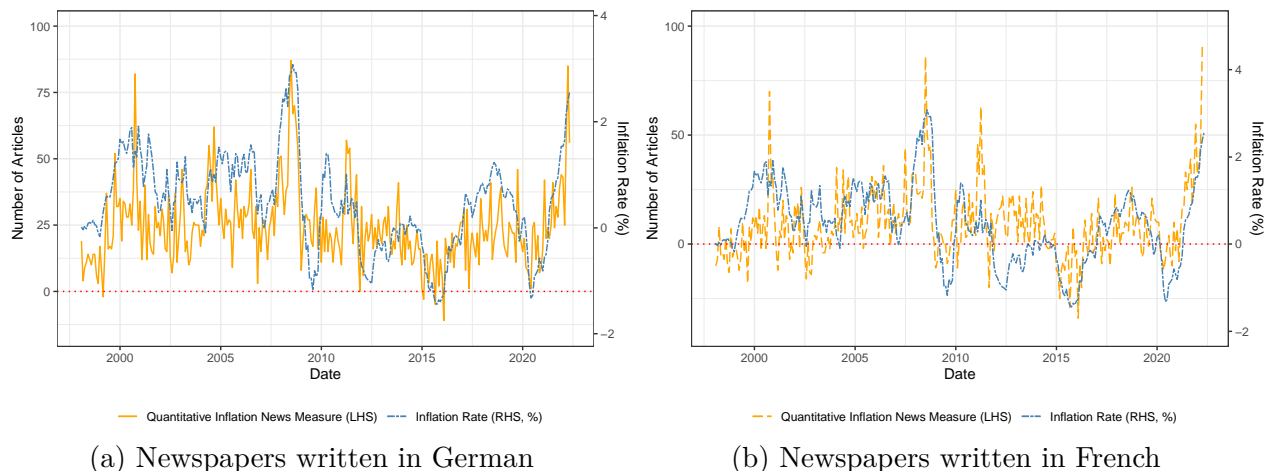 100
75
50
25
0
Number of Articles
4
2
0
−2
Inflation Rate (%)
2000 2005 2010 2015 2020
Date
Quantitative Inflation News Measure (LHS) Inflation Rate (RHS, %)
(a) Newspapers written in German
100
50
0
Number of Articles
4
2
0
−2
Inflation Rate (%)
2000 2005 2010 2015 2020
Date
Quantitative Inflation News Measure (LHS) Inflation Rate (RHS, %)
(b) Newspapers written in French